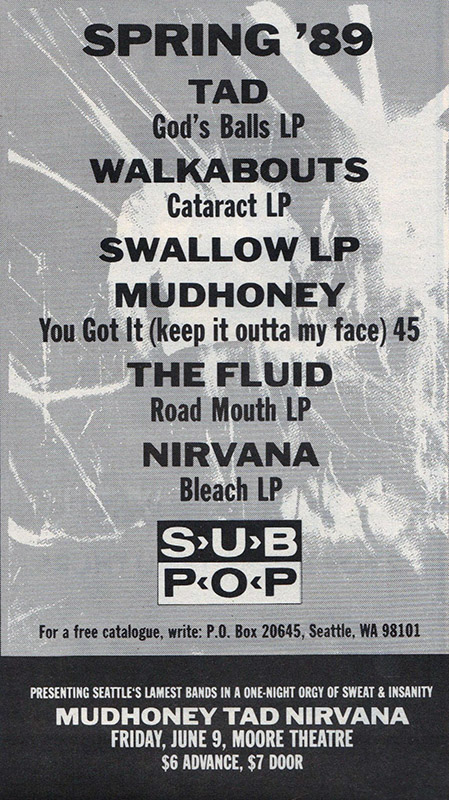 SPRING '89
TAD
God's Balls LP
WALKABOUTS
Cataract LP
SWALLOW LP
MUDHONEY
You Got It (keep it outta my face) 45
THE FLUID
Road Mouth LP
NIRVANA
Bleach LP
S›U›B
P‹O‹P
For a free catalogue, write: P.O. Box 20645, Seattle, WA 98101
PRESENTING SEATTLE'S LAMEST BANDS IN A ONE-NIGHT ORGY OF SWEAT & INSANITY
MUDHONEY TAD NIRVANA
FRIDAY, JUNE 9, MOORE THEATRE
$6 ADVANCE, $7 DOOR